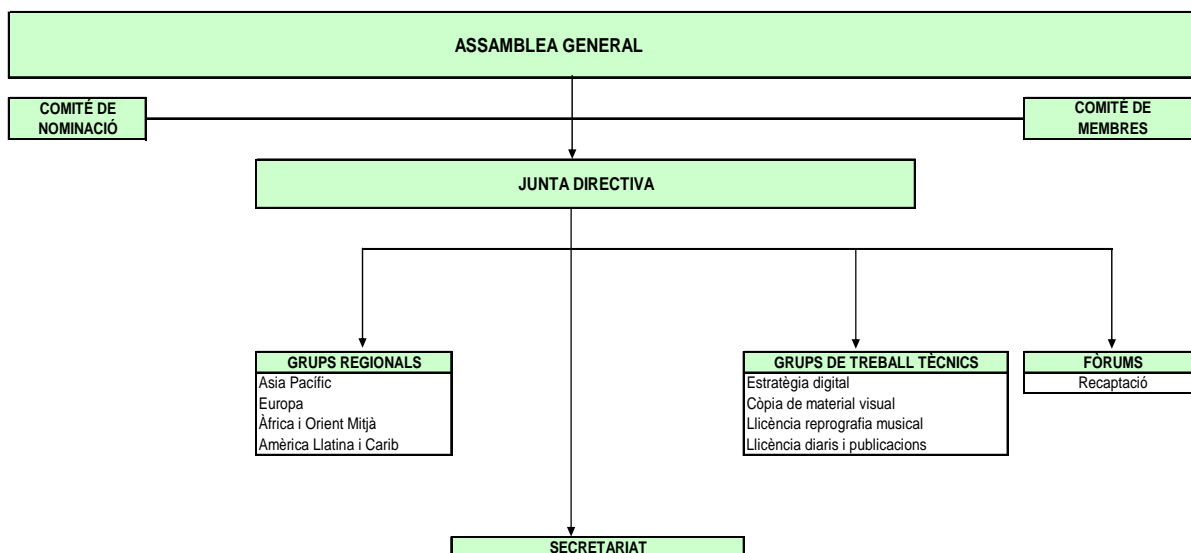 ASSAMBLEA GENERAL
COMITÉ DE
NOMINACIÓ
COMITÉ DE
MEMBRES
JUNTA DIRECTIVA
GRUPS REGIONALS
Asia Pacífic
Europa
Àfrica i Orient Mitjà
Amèrica Llatina i Carib
GRUPS DE TREBALL TÈCNICS
Estratègia digital
Còpia de material visual
Llicència reprografia musical
Llicència diaris i publicacions
FÒRUMS
Recaptació
SECRETARIAT